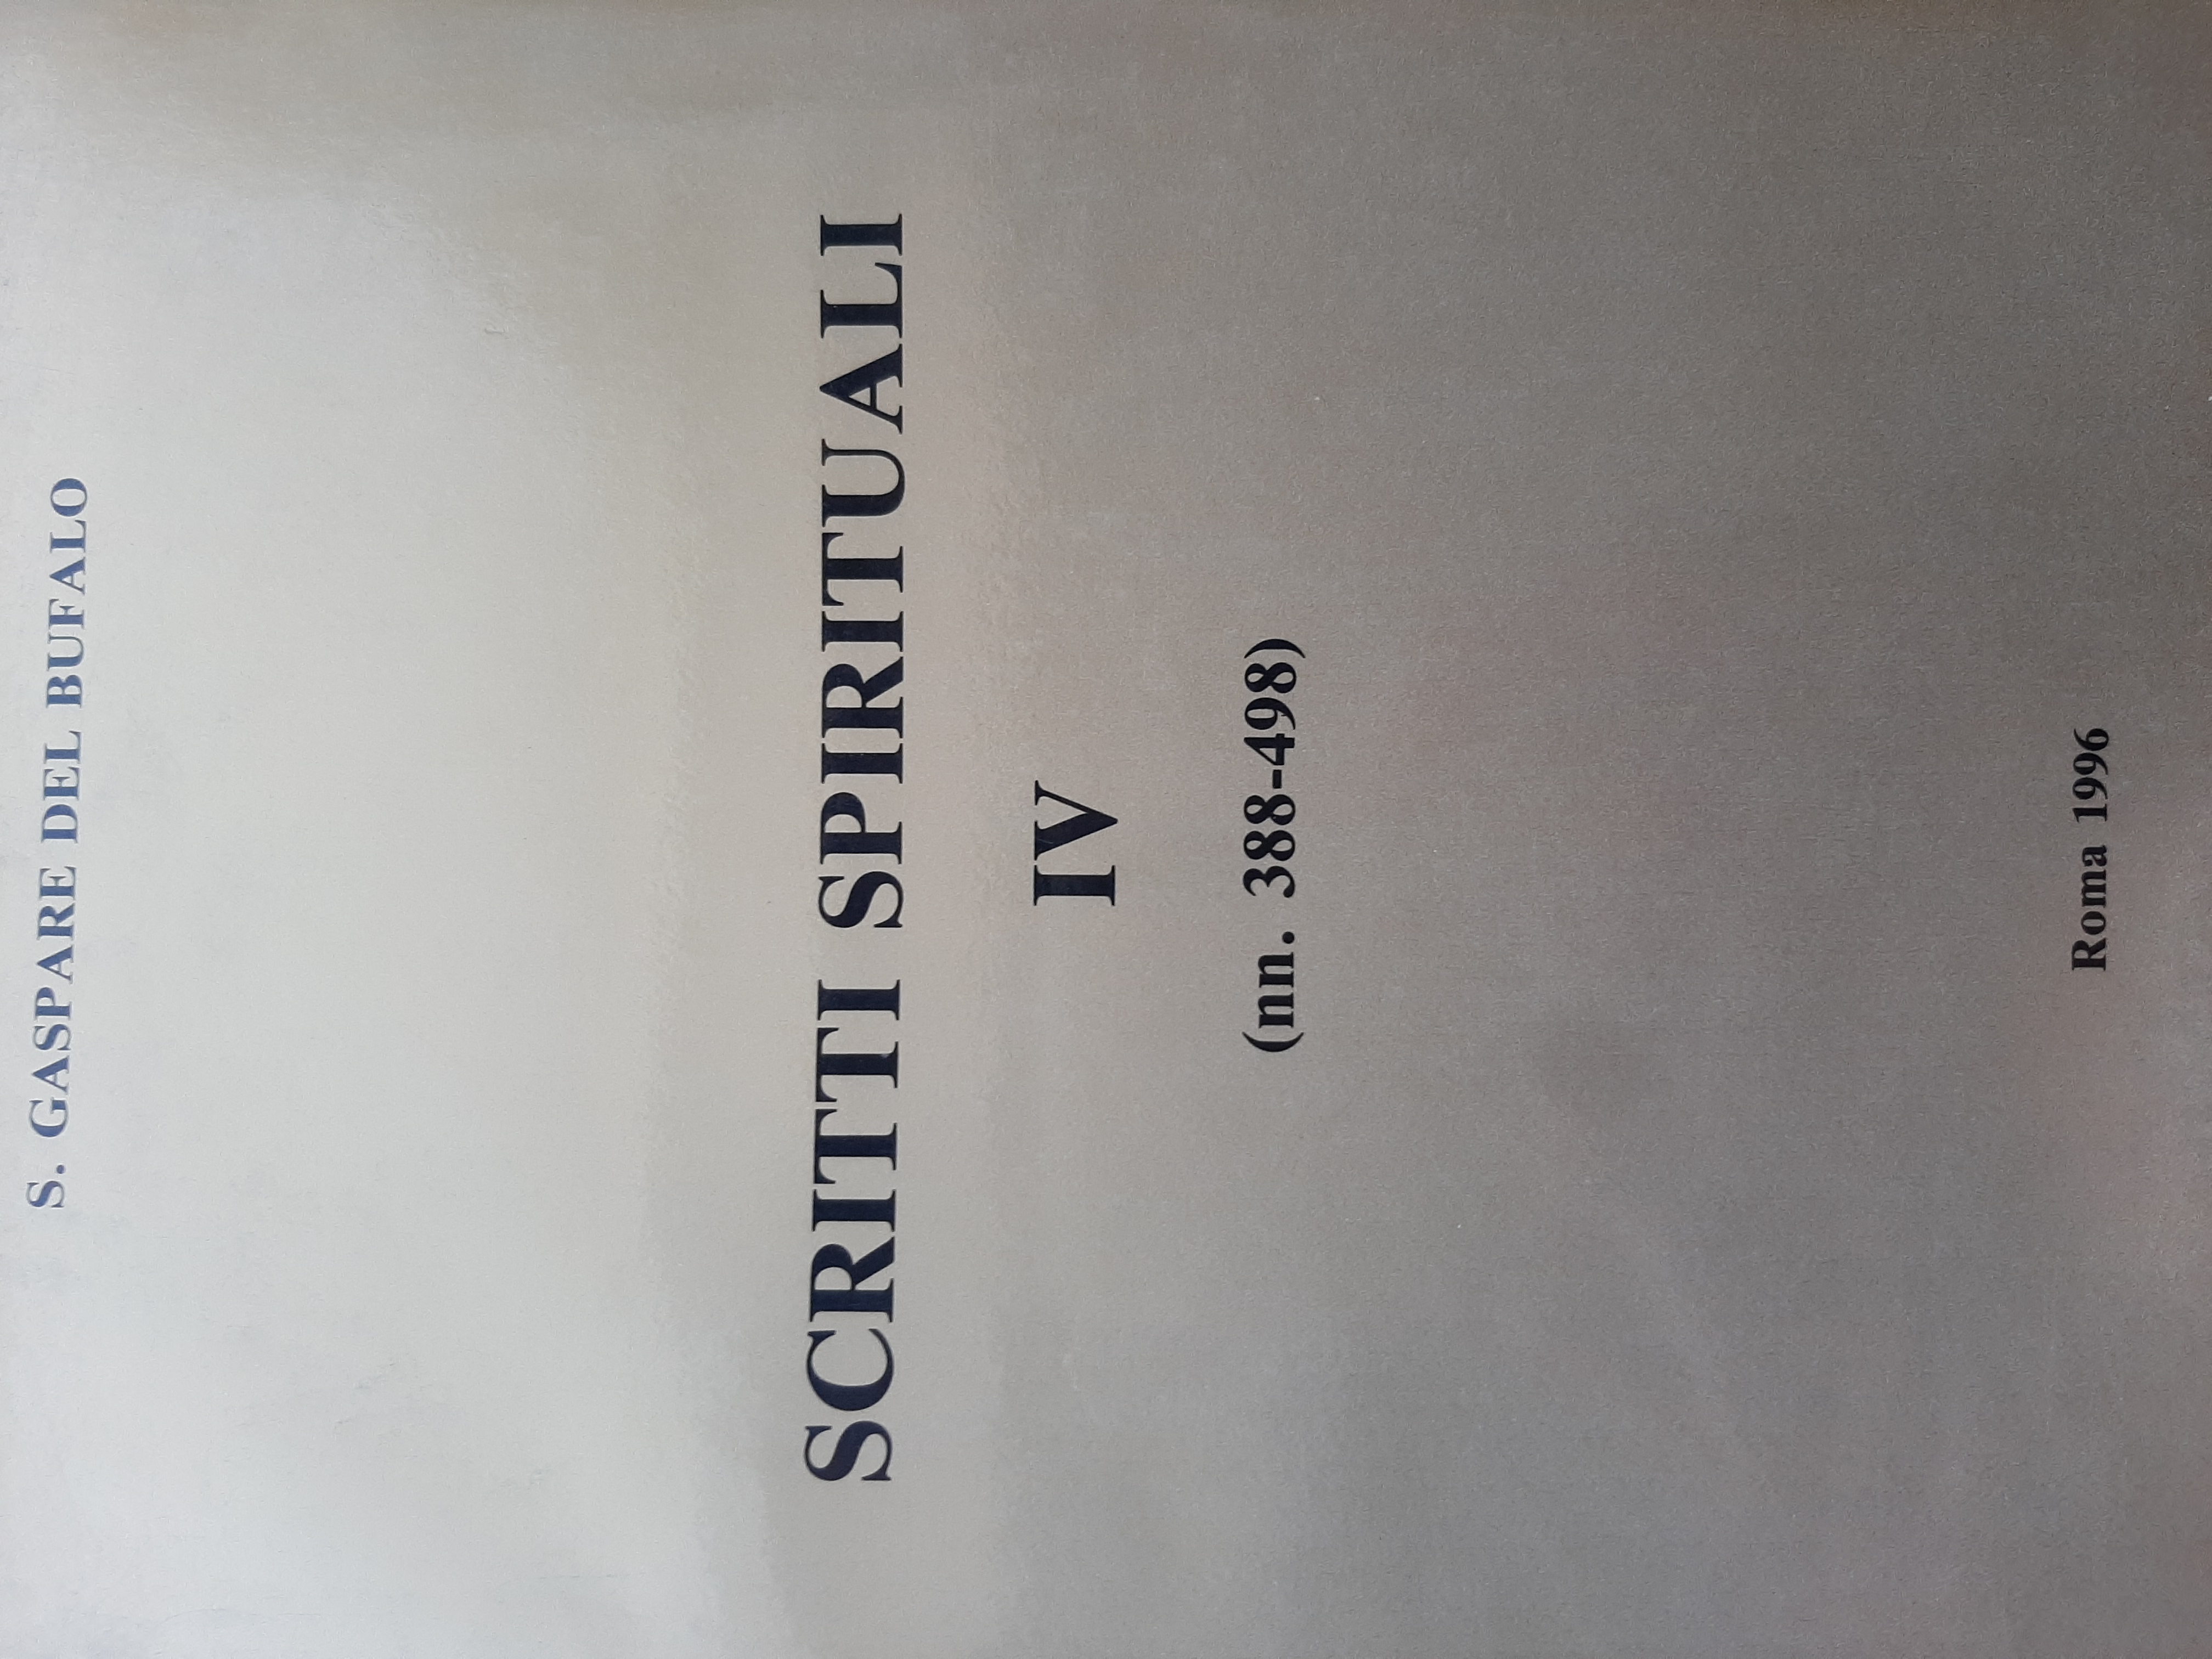 S. GASPARE DEL BUFALO
SCRITTI SPIRITUALI
IV
(nn. 388-498)
Roma 1996